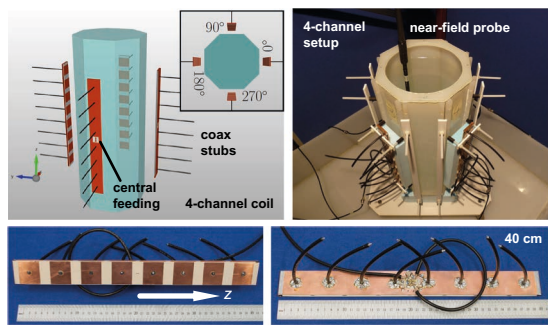 90°
0°
180°
270°
coax
stubs
central
feeding
4-channel coil
4-channel
setup
near-field probe
z
40 cm